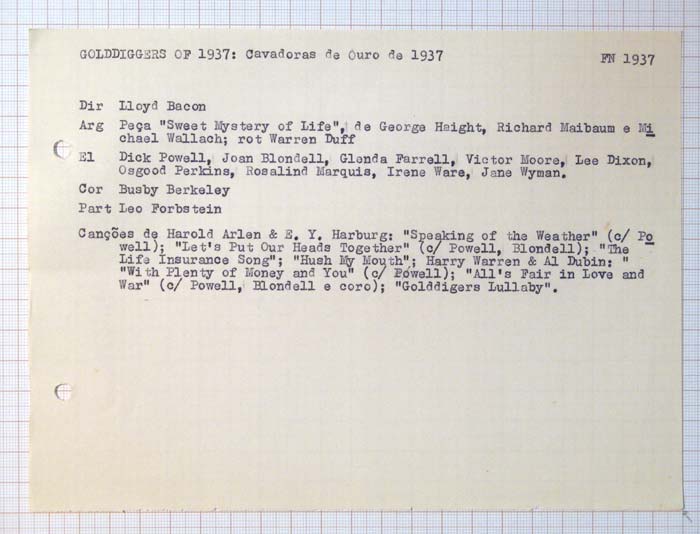 GOLDDIGGERS OF 1937: Cavadoras de Ouro de 1937 FN 1937
Dir Lloyd Bacon
Arg Peça "Sweet Mystery of Life", de George Haight, Richard Maibaum e Mi
chael Wallach; rot Warren Duff
El Dick Powell, Joan Blondell, Glenda Farrell, Victor Moore, Lee Dixon,
Osgood Perkins, Rosalind Marquis, Irene Ware, Jane Wyman.
Cor Busby Berkeley
Part Leo Forbstein
Canções de Harold Arlen & E. Y. Harburg: "Speaking of the Weather" (c/ Po
well); "Let's Put Our Heads Together" (c/ Powell, Blondell); "The
Life Insurance Song"; "Hush My Mouth"; Harry Warren & Al Dubin: "
"With Plenty of Money and You" (c/ Powell); "All's Fair in Love and
War" (c/ Powell, Blondell e coro); "Golddigers Lullaby".